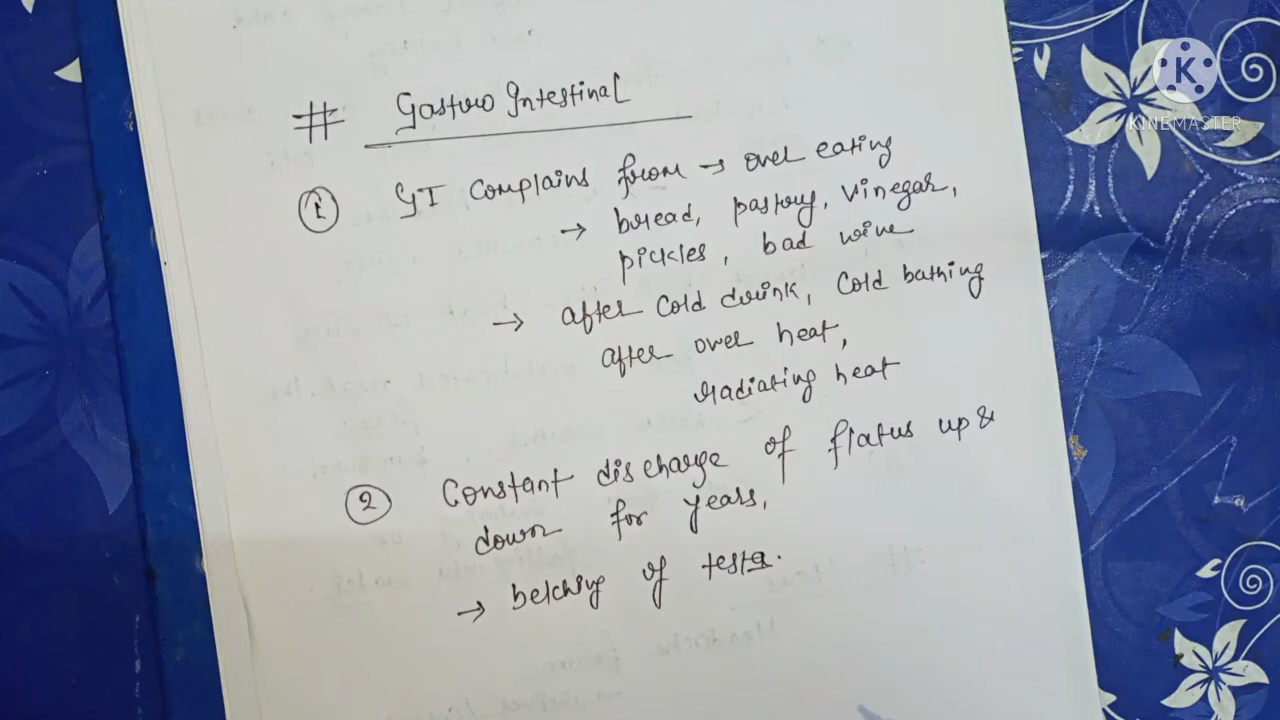 # Gastro Intestinal
① GI Complains from → over eating
→ bread, pastry, vinegar,
pickles, bad wine
→ after cold drink, cold bathing
after over heat,
radiating heat
② Constant discharge of flatus up &
down for years,
→ belching of teste.
K
KINEMASTER